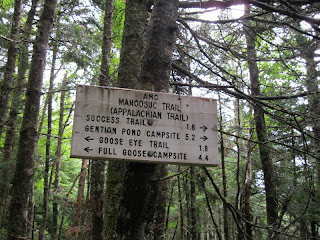 AMC
MAHOOSUC TRAIL
(APPALACHIAN TRAIL)
SUCCESS TRAIL 1.8 →
GENTIAN POND CAMPSITE 5.2 →
← GOOSE EYE TRAIL 1.8
← FULL GOOSE CAMPSITE 4.4